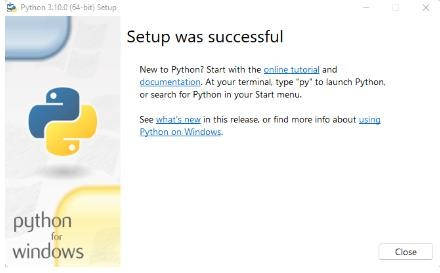 Python 3.10.0 (64-bit) Setup
Setup was successful
New to Python? Start with the online tutorial and
documentation. At your terminal, type "py" to launch Python,
or search for Python in your Start menu.
See what's new in this release, or find more info about using
Python on Windows.
python
for
windows
Close